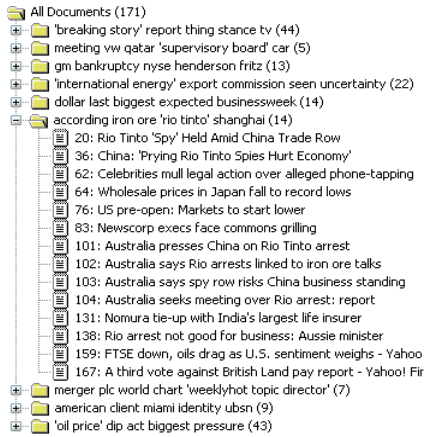 All Documents (171)
'breaking story' report thing stance tv (44)
meeting vw qatar 'supervisory board' car (5)
gm bankruptcy nyse henderson fritz (13)
'international energy' export commission seen uncertainty (22)
dollar last biggest expected businessweek (14)
according iron ore 'rio tinto' shanghai (14)
20: Rio Tinto 'Spy' Held Amid China Trade Row
36: China: 'Prying Rio Tinto Spies Hurt Economy'
62: Celebrities mull legal action over alleged phone-tapping
64: Wholesale prices in Japan fall to record lows
76: US pre-open: Markets to start lower
83: Newscorp execs face commons grilling
101: Australia presses China on Rio Tinto arrest
102: Australia says Rio arrests linked to iron ore talks
103: Australia says spy row risks China business standing
104: Australia seeks meeting over Rio arrest: report
131: Nomura tie-up with India's largest life insurer
138: Rio arrest not good for business: Aussie minister
159: FTSE down, oil drags as U.S. sentiment weighs - Yahoo
167: A third vote against British Land pay report - Yahoo! Fir
merger plc world chart 'weeklyhot topic director' (7)
american client miami identity ubsn (9)
'oil price' dip act biggest pressure (43)